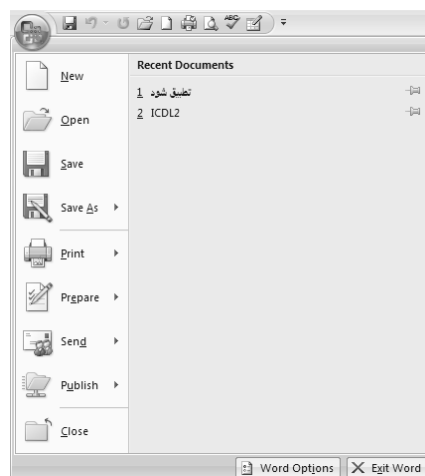 Recent Documents
New
1 تطبیق شود
2 ICDL2
Open
Save
Save As
Print
Prepare
Send
Publish
Close
Word Options
Exit Word